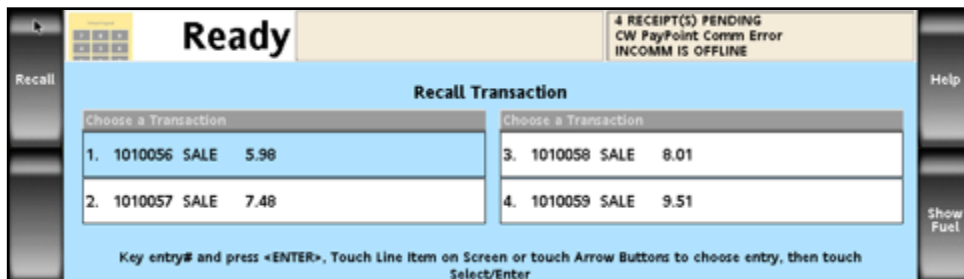 Ready
4 RECEIPT(S) PENDING
CW PayPoint Comm Error
INCOMM IS OFFLINE
Recall
Help
Recall Transaction
Choose a Transaction
1. 1010056 SALE 5.98
2. 1010057 SALE 7.48
Choose a Transaction
3. 1010058 SALE 8.01
4. 1010059 SALE 9.51
Show
Fuel
Key entry# and press <ENTER>, Touch Line Item on Screen or touch Arrow Buttons to choose entry, then touch
Select/Enter